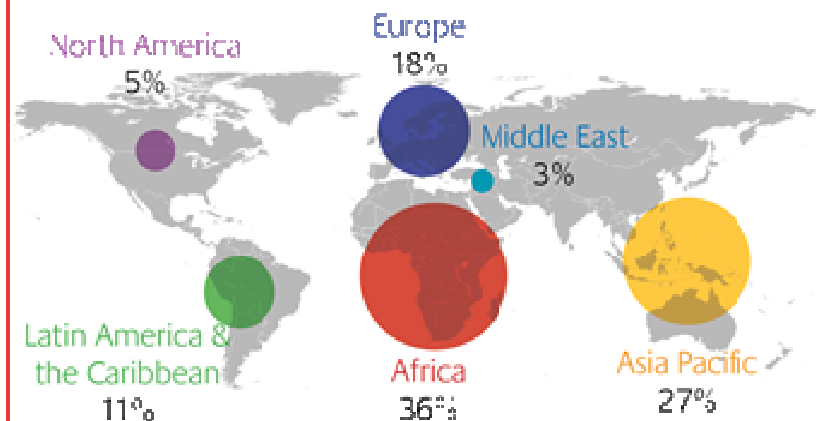 North America
5%
Europe
18%
Middle East
3%
Latin America &
the Caribbean
11%
Africa
36%
Asia Pacific
27%